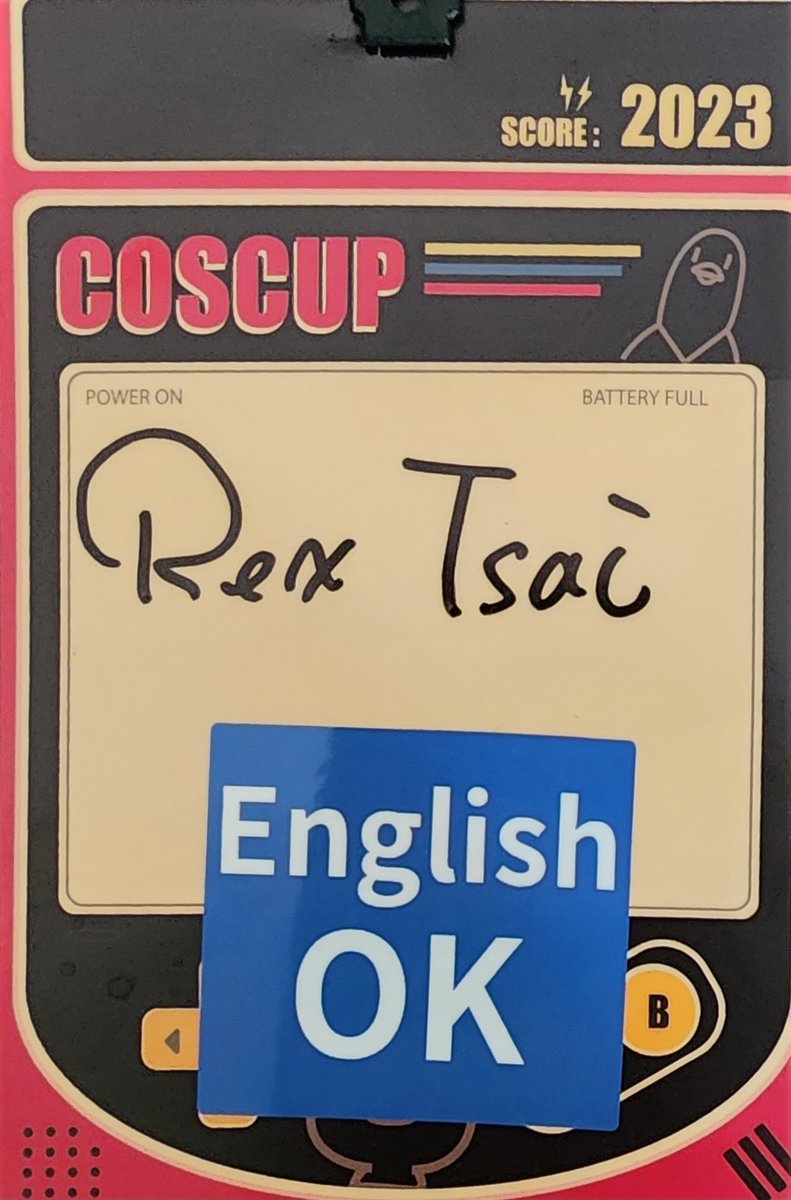 SCORE: 2023
COSCUP
POWER ON BATTERY FULL
Rex Tsai
English
OK
B